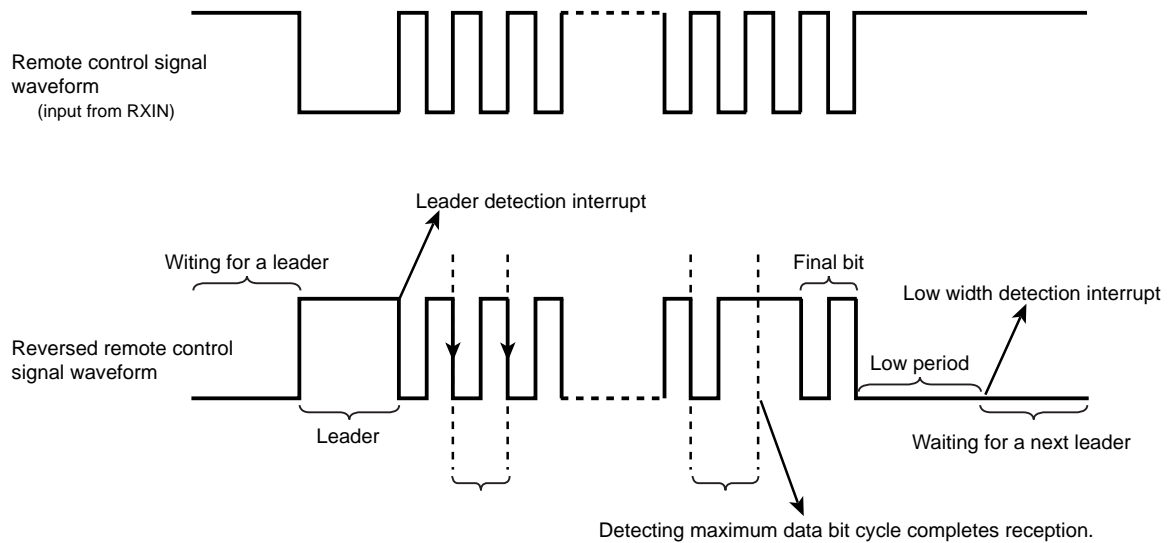 Remote control signal
waveform
(input from RXIN)
Leader detection interrupt
Witing for a leader
Final bit
Low width detection interrupt
Reversed remote control
signal waveform
Low period
Leader
Waiting for a next leader
Detecting maximum data bit cycle completes reception.